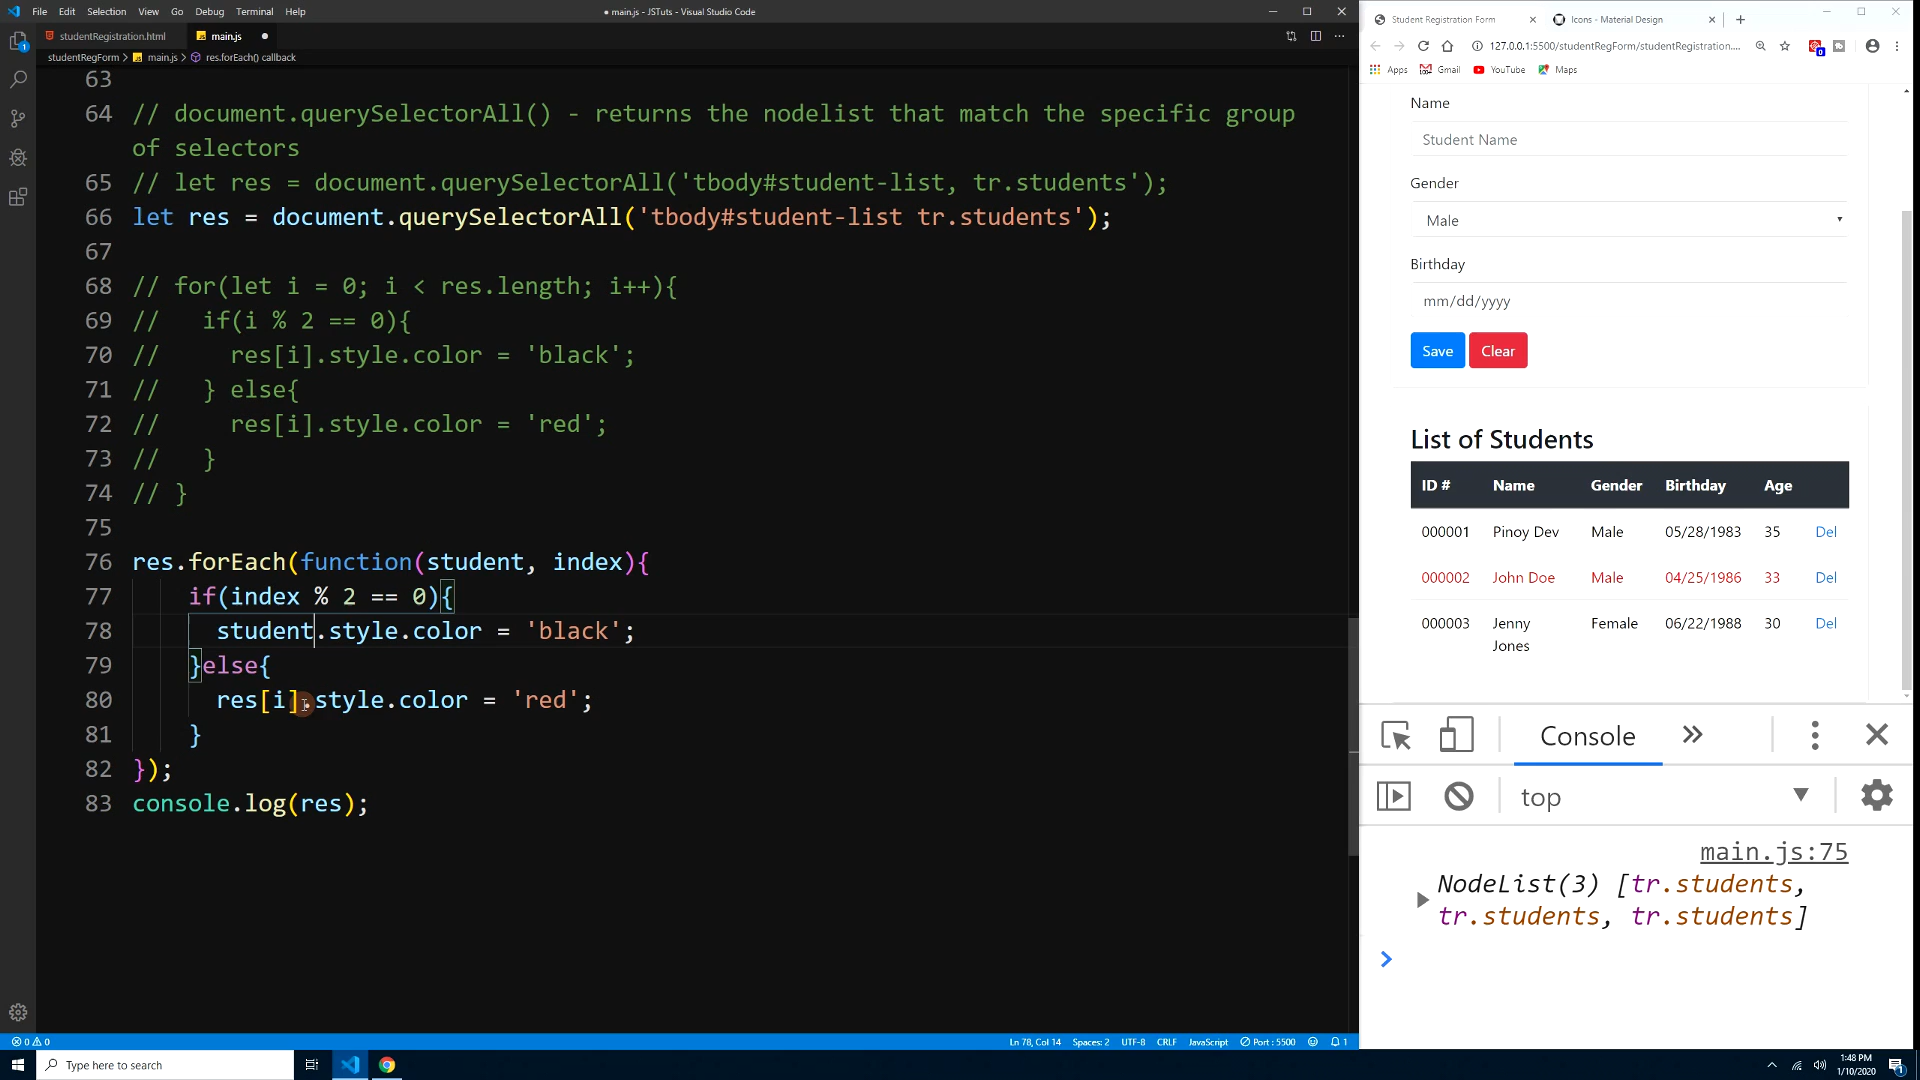 File Edit Selection View Go Debug Terminal Help
● main.js - JSTuts - Visual Studio Code
studentRegistration.html
main.js
studentRegForm > main.js > res.forEach() callback
63
64 // document.querySelectorAll() - returns the nodelist that match the specific group
of selectors
65 // let res = document.querySelectorAll('tbody#student-list, tr.students');
66 let res = document.querySelectorAll('tbody#student-list tr.students');
67
68 // for(let i = 0; i < res.length; i++){
69 //   if(i % 2 == 0){
70 //     res[i].style.color = 'black';
71 //   } else{
72 //     res[i].style.color = 'red';
73 //   }
74 // }
75
76 res.forEach(function(student, index){
77     if(index % 2 == 0){
78       student.style.color = 'black';
79     }else{
80       res[i].style.color = 'red';
81     }
82 });
83 console.log(res);
0 0
Ln 78, Col 14 Spaces: 2 UTF-8 CRLF JavaScript Port : 5500 1
Student Registration Form
Icons - Material Design
127.0.0.1:5500/studentRegForm/studentRegistration....
Apps Gmail YouTube Maps
Name
Student Name
Gender
Male
Birthday
mm/dd/yyyy
Save Clear
List of Students
ID # Name Gender Birthday Age
000001 Pinoy Dev Male 05/28/1983 35 Del
000002 John Doe Male 04/25/1986 33 Del
000003 Jenny Jones Female 06/22/1988 30 Del
Console
top
main.js:75
NodeList(3) [tr.students,
tr.students, tr.students]
Type here to search
1:48 PM
1/10/2020